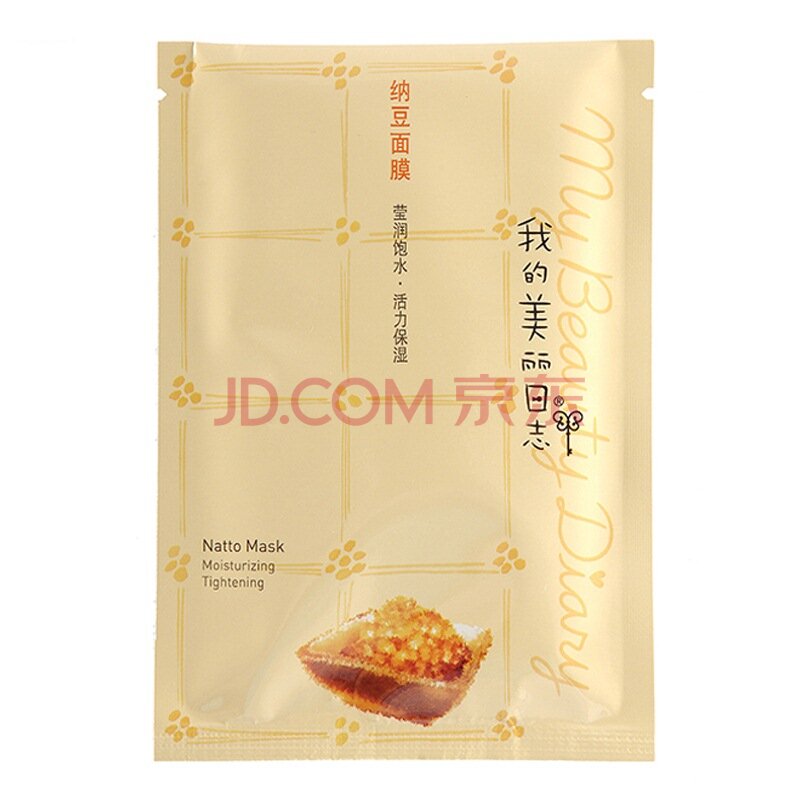 纳豆面膜
莹润饱水·活力保湿
我的美丽日志®
My Beauty Diary
JD.COM 京东
Natto Mask
Moisturizing
Tightening